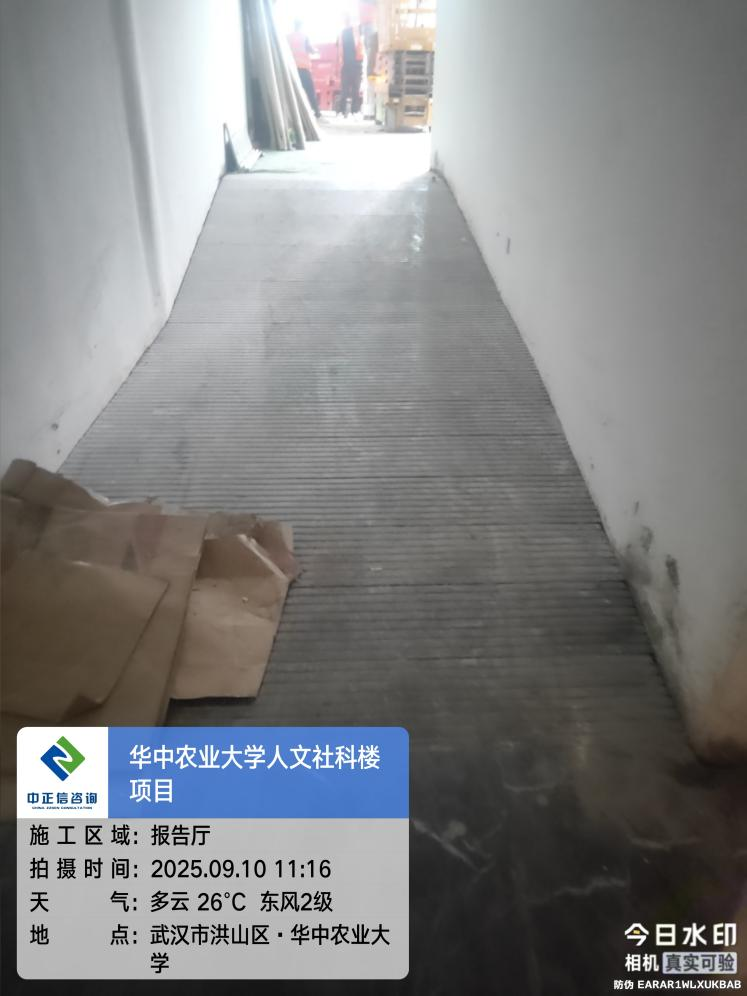 华中农业大学人文社科楼
项目
中正信咨询
施工区域：报告厅
拍摄时间：2025.09.10 11:16
天气：多云 26°C 东风2级
地点：武汉市洪山区·华中农业大
学
今日水印
相机 真实可验
防伪 EARAR1WLXUKBAB